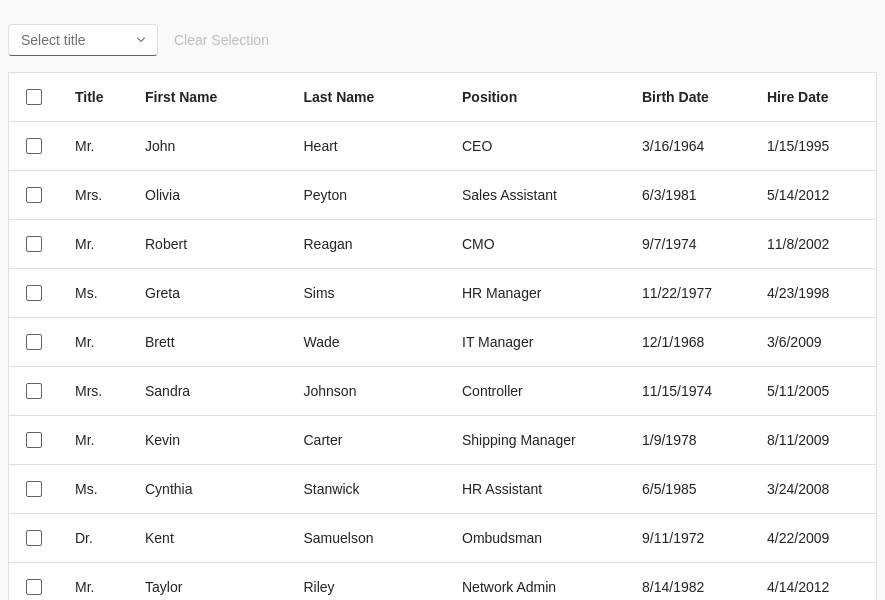 Select title Clear Selection
Title First Name Last Name Position Birth Date Hire Date
Mr. John Heart CEO 3/16/1964 1/15/1995
Mrs. Olivia Peyton Sales Assistant 6/3/1981 5/14/2012
Mr. Robert Reagan CMO 9/7/1974 11/8/2002
Ms. Greta Sims HR Manager 11/22/1977 4/23/1998
Mr. Brett Wade IT Manager 12/1/1968 3/6/2009
Mrs. Sandra Johnson Controller 11/15/1974 5/11/2005
Mr. Kevin Carter Shipping Manager 1/9/1978 8/11/2009
Ms. Cynthia Stanwick HR Assistant 6/5/1985 3/24/2008
Dr. Kent Samuelson Ombudsman 9/11/1972 4/22/2009
Mr. Taylor Riley Network Admin 8/14/1982 4/14/2012